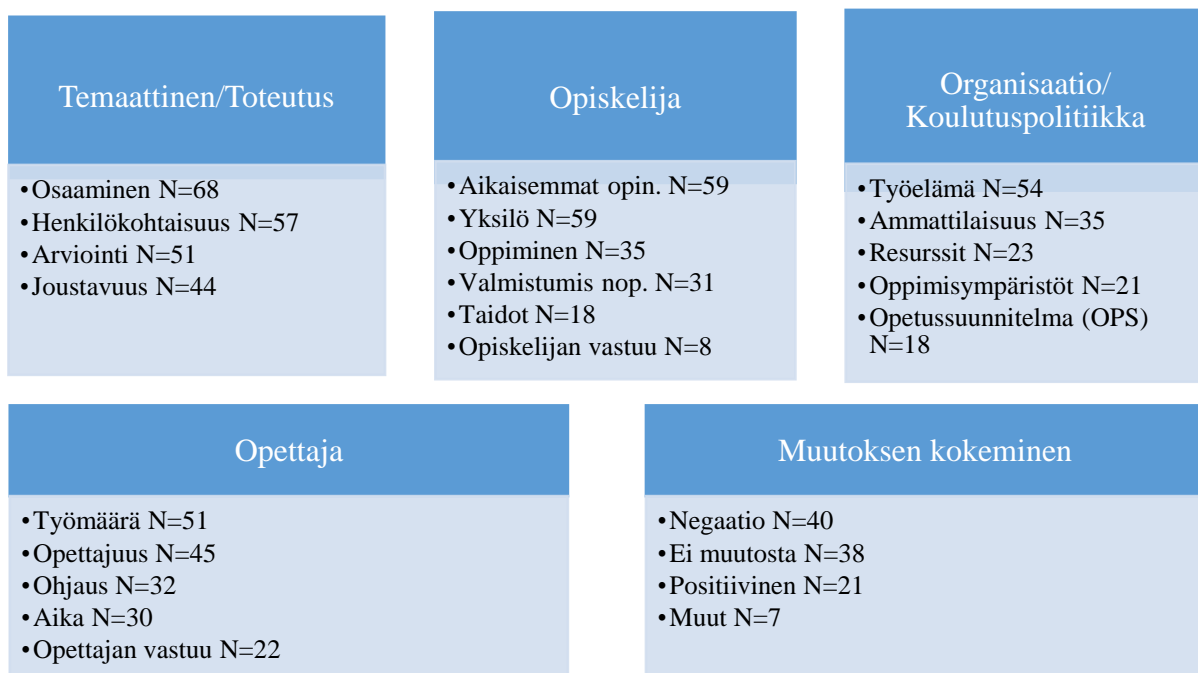 Temaattinen/Toteutus
•Osaaminen N=68
•Henkilökohtaisuus N=57
•Arviointi N=51
•Joustavuus N=44
Opiskelija
•Aikaisemmat opin. N=59
•Yksilö N=59
•Oppiminen N=35
•Valmistumis nop. N=31
•Taidot N=18
•Opiskelijan vastuu N=8
Organisaatio/
Koulutuspolitiikka
•Työelämä N=54
•Ammattilaisuus N=35
•Resurssit N=23
•Oppimisympäristöt N=21
•Opetussuunnitelma (OPS)
N=18
Opettaja
•Työmäärä N=51
•Opettajuus N=45
•Ohjaus N=32
•Aika N=30
•Opettajan vastuu N=22
Muutoksen kokeminen
•Negaatio N=40
•Ei muutosta N=38
•Positiivinen N=21
•Muut N=7